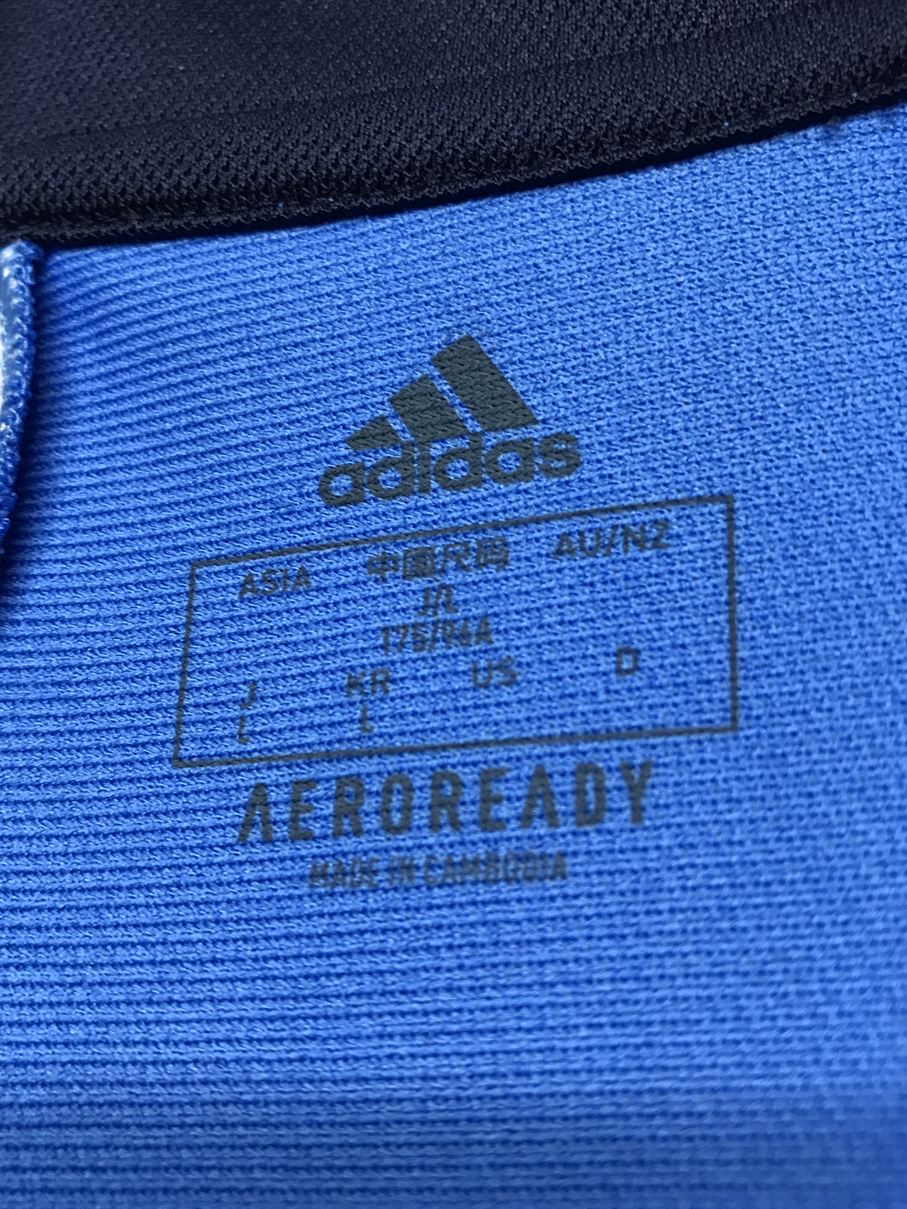 adidas
ASIA 中国尺码 AU/NZ
J/L
175/96A
J KR US D
L L
AEROREADY
MADE IN CAMBODIA